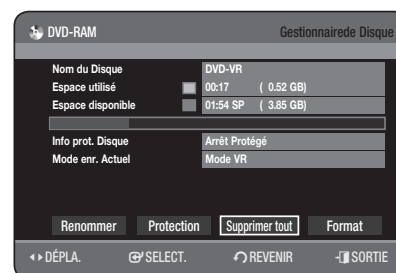 DVD-RAM Gestionnairede Disque
Nom du Disque DVD-VR
Espace utilisé 00:17 ( 0.52 GB)
Espace disponible 01:54 SP ( 3.85 GB)
Info prot. Disque Arrêt Protégé
Mode enr. Actuel Mode VR
Renommer Protection Supprimer tout Format
DÉPLA. SELECT. REVENIR SORTIE